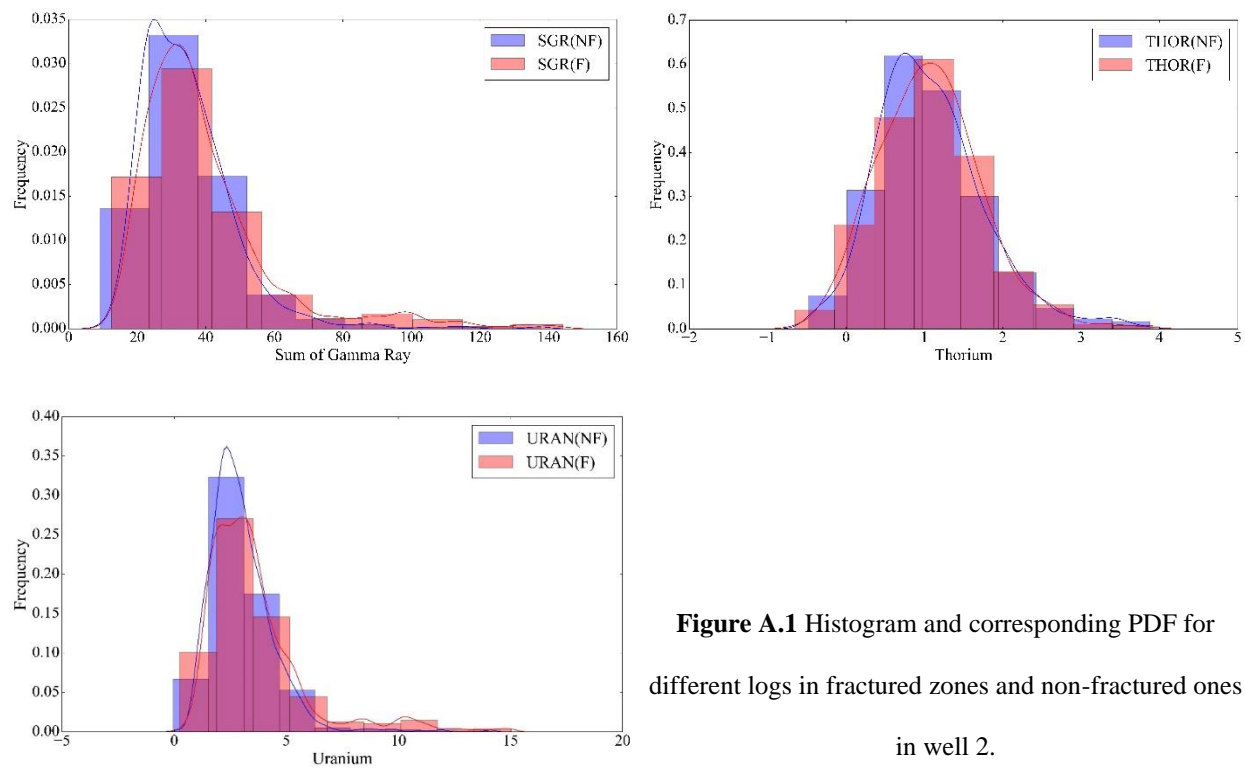 0.035
0.030
0.025
0.020
0.015
0.010
0.005
0.000
Frequency
SGR(NF)
SGR(F)
0 20 40 60 80 100 120 140 160
Sum of Gamma Ray
0.7
0.6
0.5
0.4
0.3
0.2
0.1
0.0
Frequency
THOR(NF)
THOR(F)
−2 −1 0 1 2 3 4 5
Thorium
0.40
0.35
0.30
0.25
0.20
0.15
0.10
0.05
0.00
Frequency
URAN(NF)
URAN(F)
−5 0 5 10 15 20
Uranium
Figure A.1 Histogram and corresponding PDF for
different logs in fractured zones and non-fractured ones
in well 2.